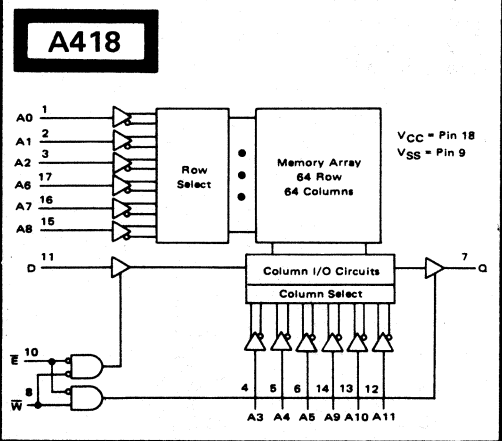 A418
A0 1
A1 2
A2 3
A6 17
A7 16
A8 15
Row
Select
Memory Array
64 Row
64 Columns
VCC = Pin 18
VSS = Pin 9
D 11
7 Q
Column I/O Circuits
Column Select
E 10
W 8
4 5 6 14 13 12
A3 A4 A5 A9 A10 A11